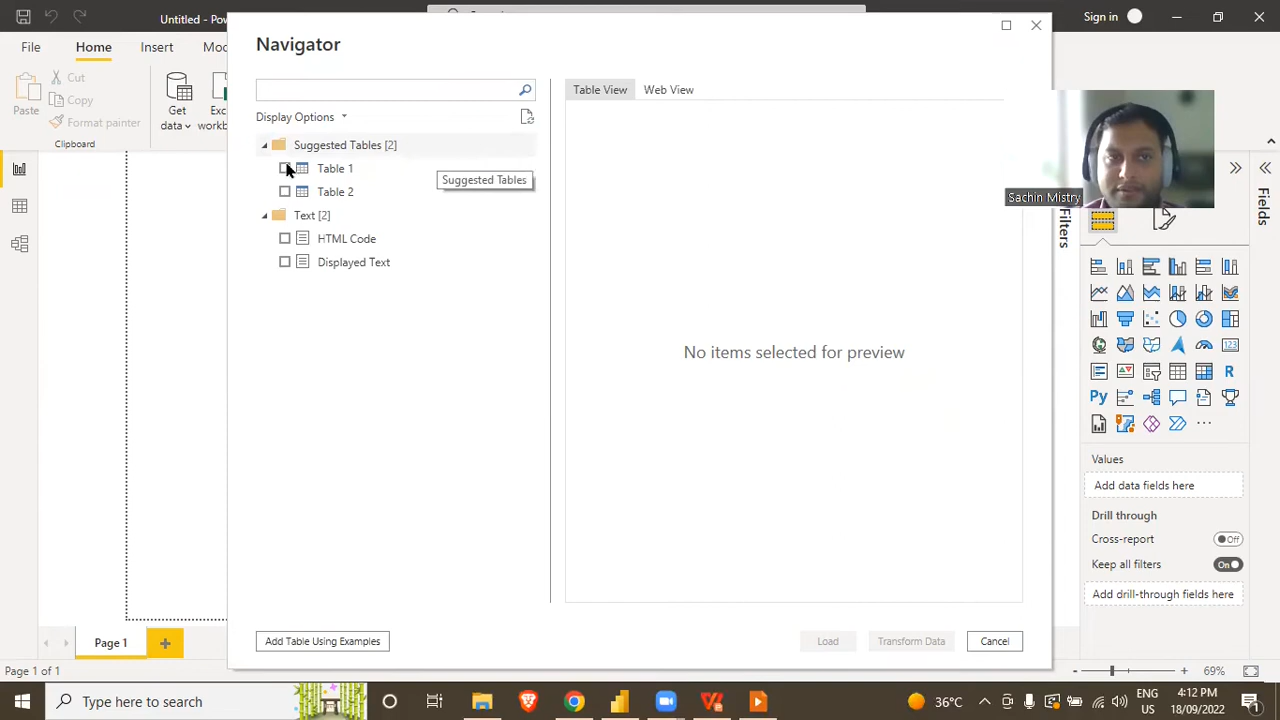 Untitled - Pow
Sign in
File
Home
Insert
Mod
Paste
Cut
Copy
Format painter
Clipboard
Get
data
Exc
workb
Navigator
Display Options
Suggested Tables [2]
Table 1
Table 2
Suggested Tables
Text [2]
HTML Code
Displayed Text
Table View
Web View
No items selected for preview
Add Table Using Examples
Load
Transform Data
Cancel
Sachin Mistry
Filters
Fields
123
R
Py
Values
Add data fields here
Drill through
Cross-report
Off
Keep all filters
On
Add drill-through fields here
Page 1
Page 1 of 1
69%
Type here to search
36°C
ENG
US
4:12 PM
18/09/2022
1